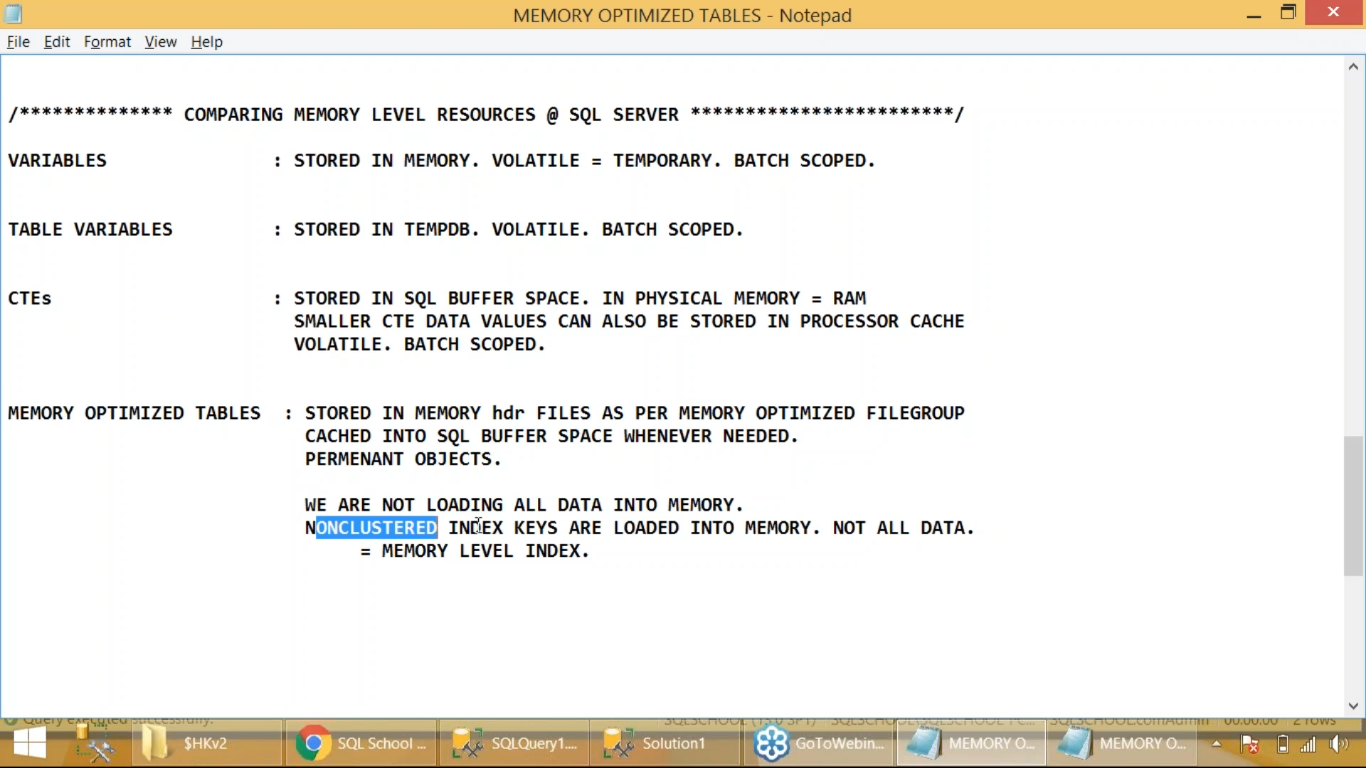 MEMORY OPTIMIZED TABLES - Notepad
File Edit Format View Help
/************** COMPARING MEMORY LEVEL RESOURCES @ SQL SERVER ************************/
VARIABLES : STORED IN MEMORY. VOLATILE = TEMPORARY. BATCH SCOPED.
TABLE VARIABLES : STORED IN TEMPDB. VOLATILE. BATCH SCOPED.
CTEs : STORED IN SQL BUFFER SPACE. IN PHYSICAL MEMORY = RAM
SMALLER CTE DATA VALUES CAN ALSO BE STORED IN PROCESSOR CACHE
VOLATILE. BATCH SCOPED.
MEMORY OPTIMIZED TABLES : STORED IN MEMORY hdr FILES AS PER MEMORY OPTIMIZED FILEGROUP
CACHED INTO SQL BUFFER SPACE WHENEVER NEEDED.
PERMENANT OBJECTS.
WE ARE NOT LOADING ALL DATA INTO MEMORY.
NONCLUSTERED INDEX KEYS ARE LOADED INTO MEMORY. NOT ALL DATA.
= MEMORY LEVEL INDEX.
Query executed successfully. 00:00:00 2 rows
$HKv2 SQL School ... SQLQuery1.... Solution1 GoToWebin... MEMORY O... MEMORY O...